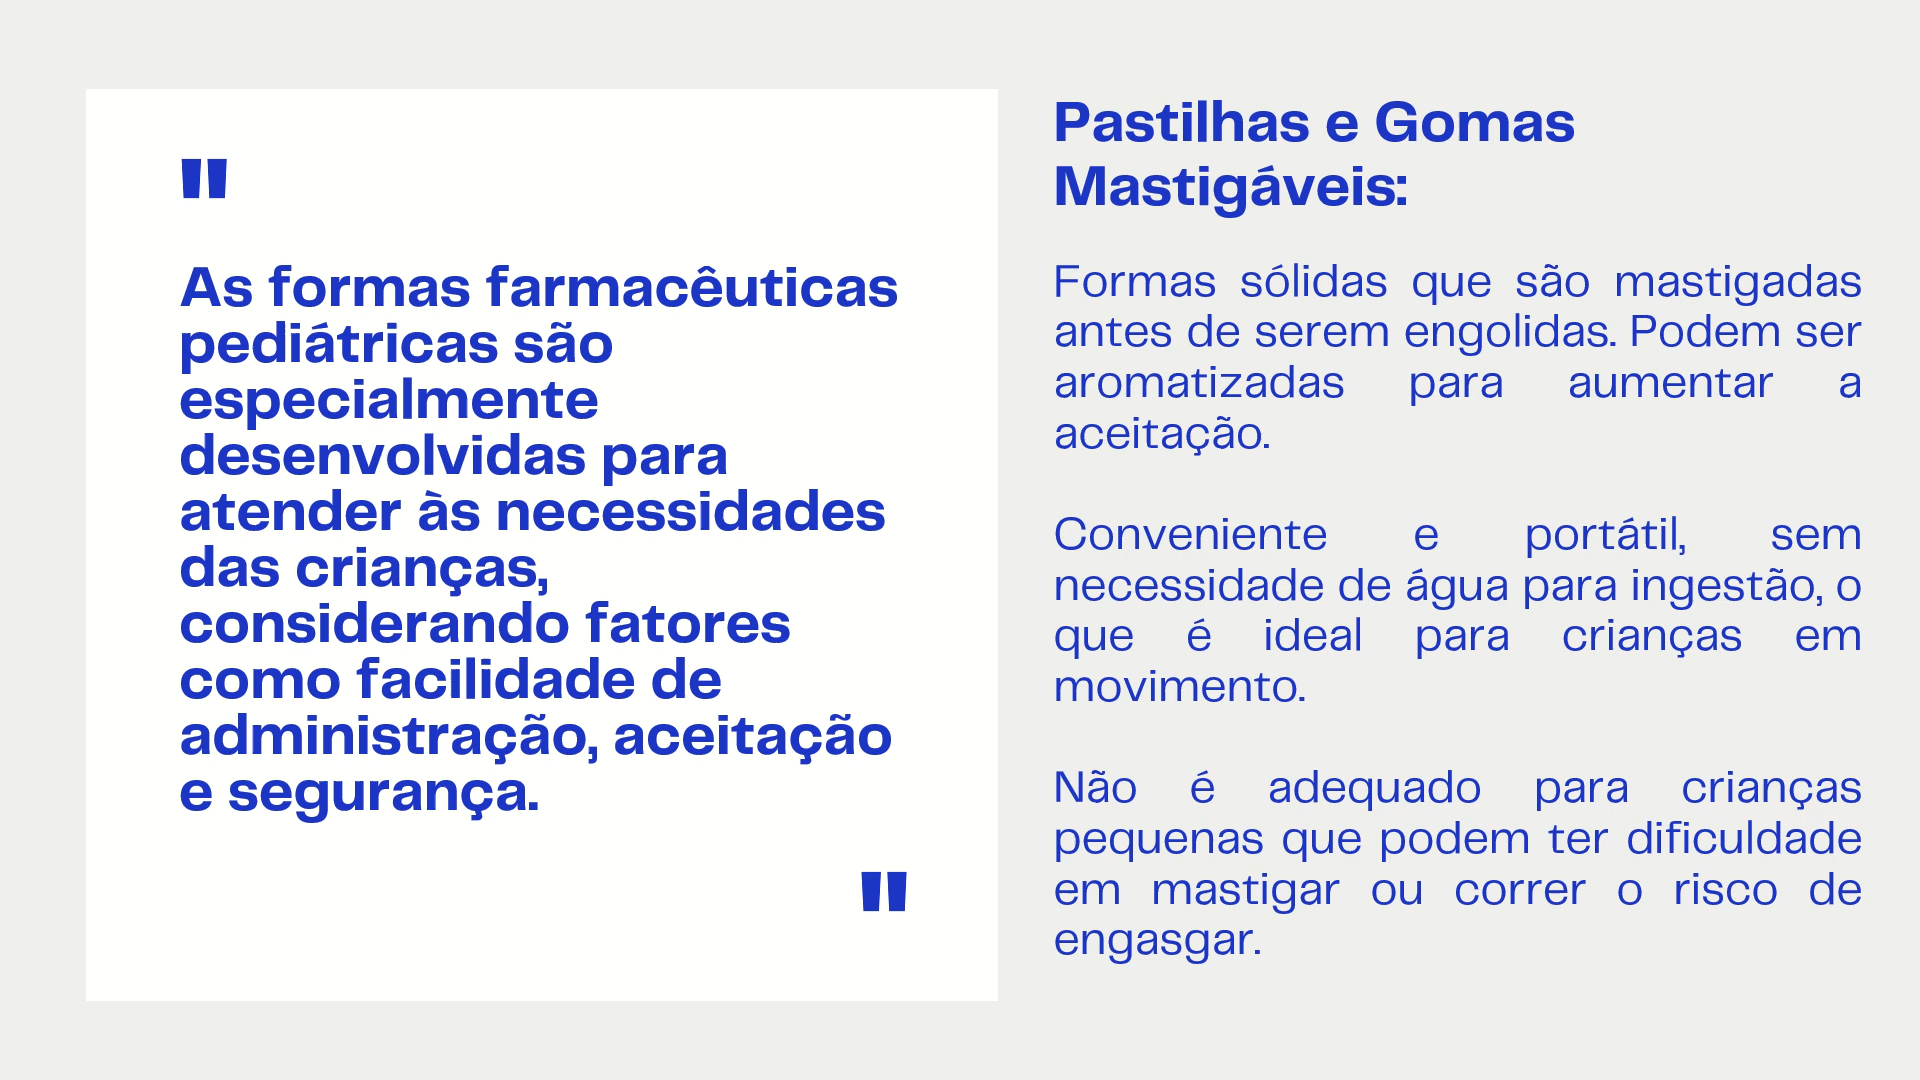 "
As formas farmacêuticas
pediátricas são
especialmente
desenvolvidas para
atender às necessidades
das crianças,
considerando fatores
como facilidade de
administração, aceitação
e segurança.
"
Pastilhas e Gomas
Mastigáveis:
Formas sólidas que são mastigadas
antes de serem engolidas. Podem ser
aromatizadas para aumentar a
aceitação.
Conveniente e portátil, sem
necessidade de água para ingestão, o
que é ideal para crianças em
movimento.
Não é adequado para crianças
pequenas que podem ter dificuldade
em mastigar ou correr o risco de
engasgar.